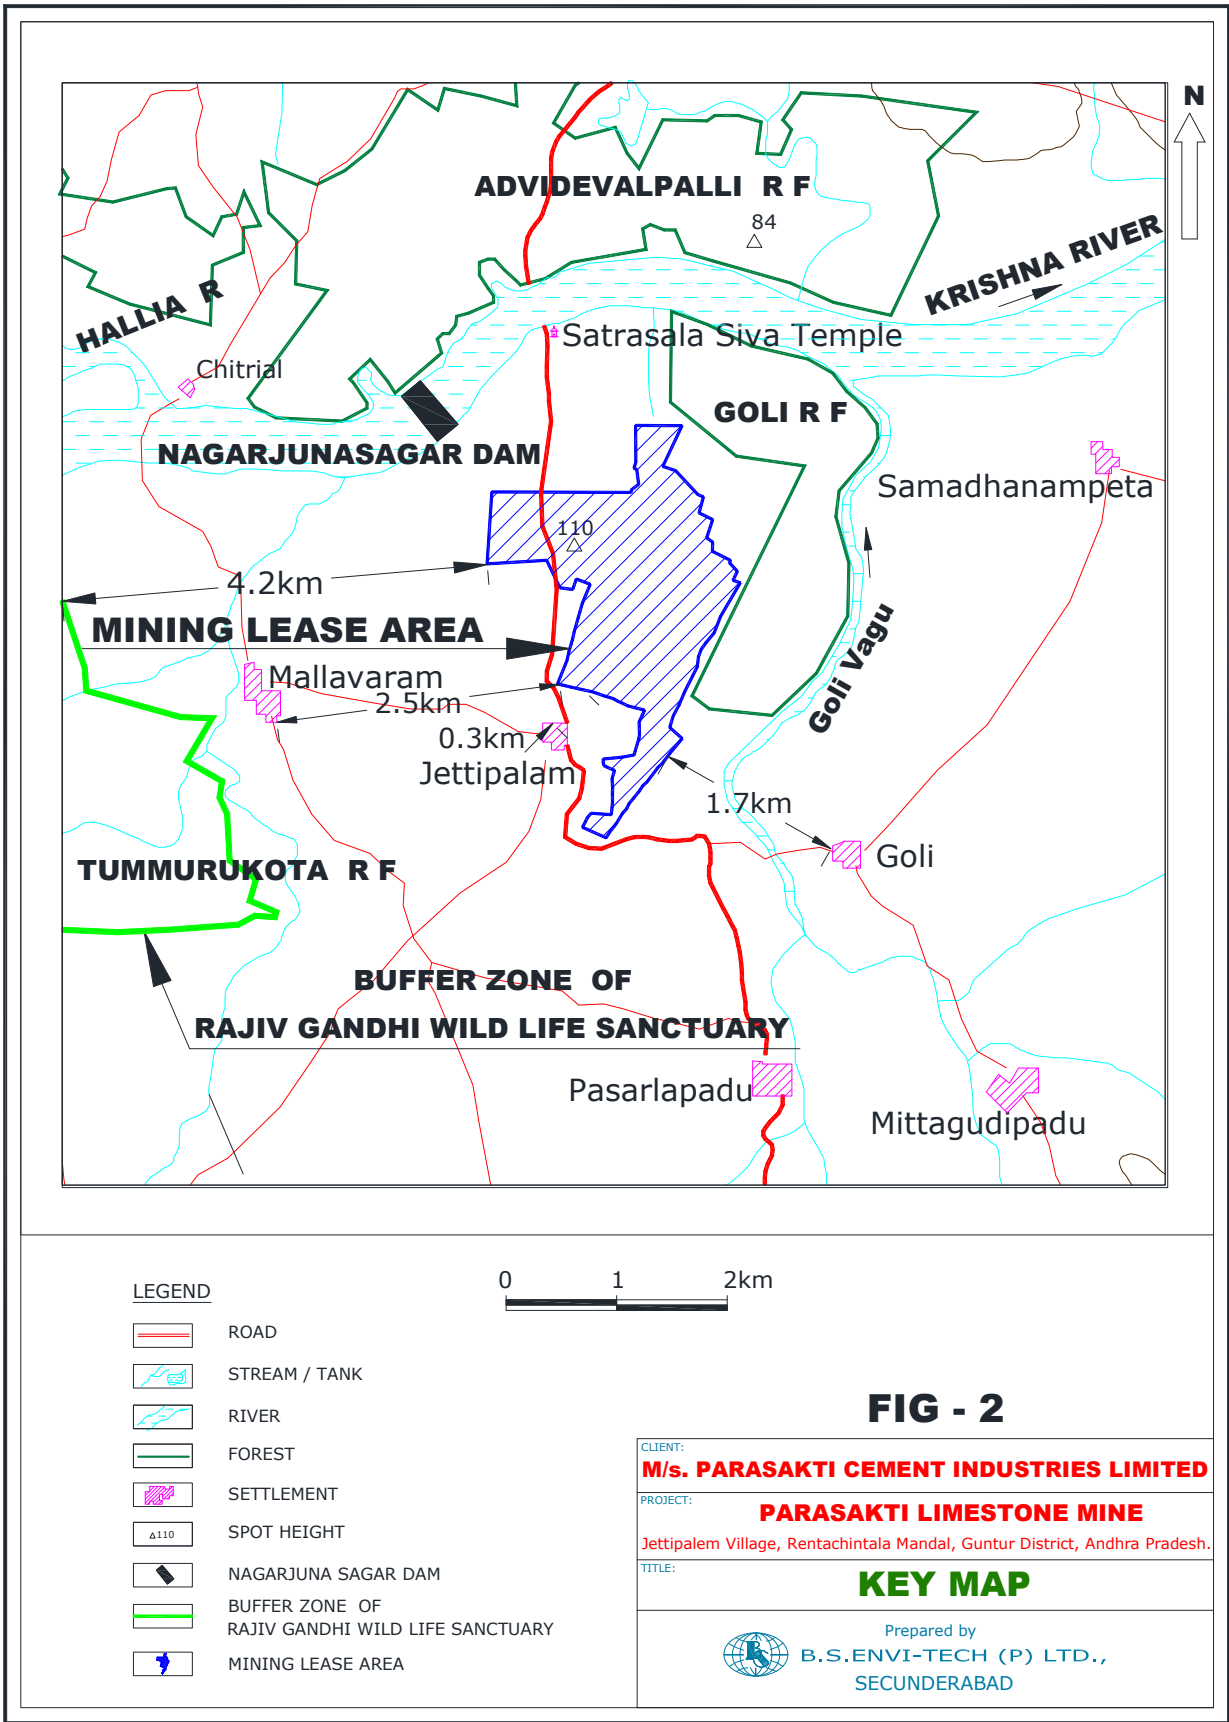 N
ADVIDEVALPALLI R F
84
KRISHNA RIVER
HALLIA R
Satrasala Siva Temple
Chitrial
GOLI R F
NAGARJUNASAGAR DAM
Samadhanampeta
110
4.2km
MINING LEASE AREA
Goli Vagu
Mallavaram
2.5km
0.3km
Jettipalam
1.7km
Goli
TUMMURUKOTA R F
BUFFER ZONE OF
RAJIV GANDHI WILD LIFE SANCTUARY
Pasarlapadu
Mittagudipadu
LEGEND
0 1 2km
ROAD
STREAM / TANK
RIVER
FOREST
SETTLEMENT
△110 SPOT HEIGHT
NAGARJUNA SAGAR DAM
BUFFER ZONE OF
RAJIV GANDHI WILD LIFE SANCTUARY
MINING LEASE AREA
FIG - 2
CLIENT:
M/s. PARASAKTI CEMENT INDUSTRIES LIMITED
PROJECT:
PARASAKTI LIMESTONE MINE
Jettipalem Village, Rentachintala Mandal, Guntur District, Andhra Pradesh.
TITLE:
KEY MAP
Prepared by
B.S.ENVI-TECH (P) LTD.,
SECUNDERABAD